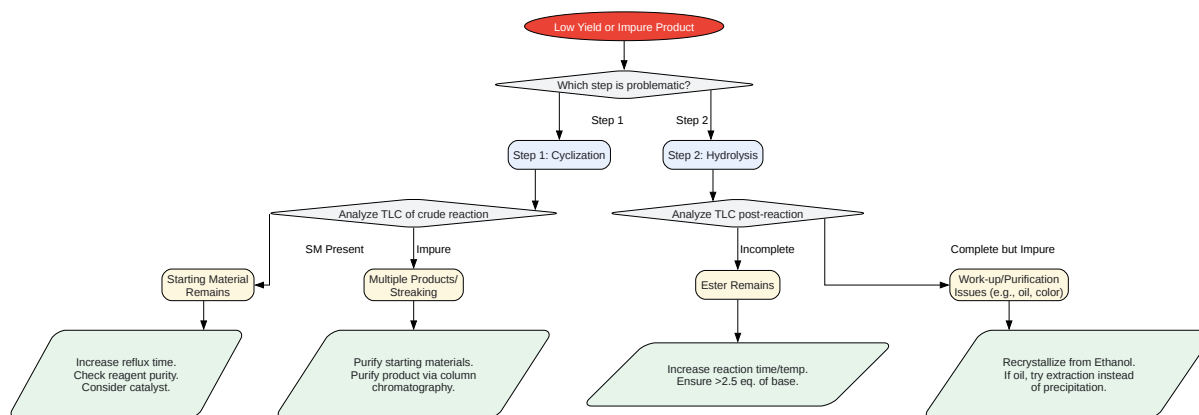 Low Yield or Impure Product
Which step is problematic?
Step 1
Step 2
Step 1: Cyclization
Step 2: Hydrolysis
Analyze TLC of crude reaction
Analyze TLC post-reaction
SM Present
Impure
Incomplete
Complete but Impure
Starting Material
Remains
Multiple Products/
Streaking
Ester Remains
Work-up/Purification
Issues (e.g., oil, color)
Increase reflux time.
Check reagent purity.
Consider catalyst.
Purify starting materials.
Purify product via column
chromatography.
Increase reaction time/temp.
Ensure >2.5 eq. of base.
Recrystallize from Ethanol.
If oil, try extraction instead
of precipitation.